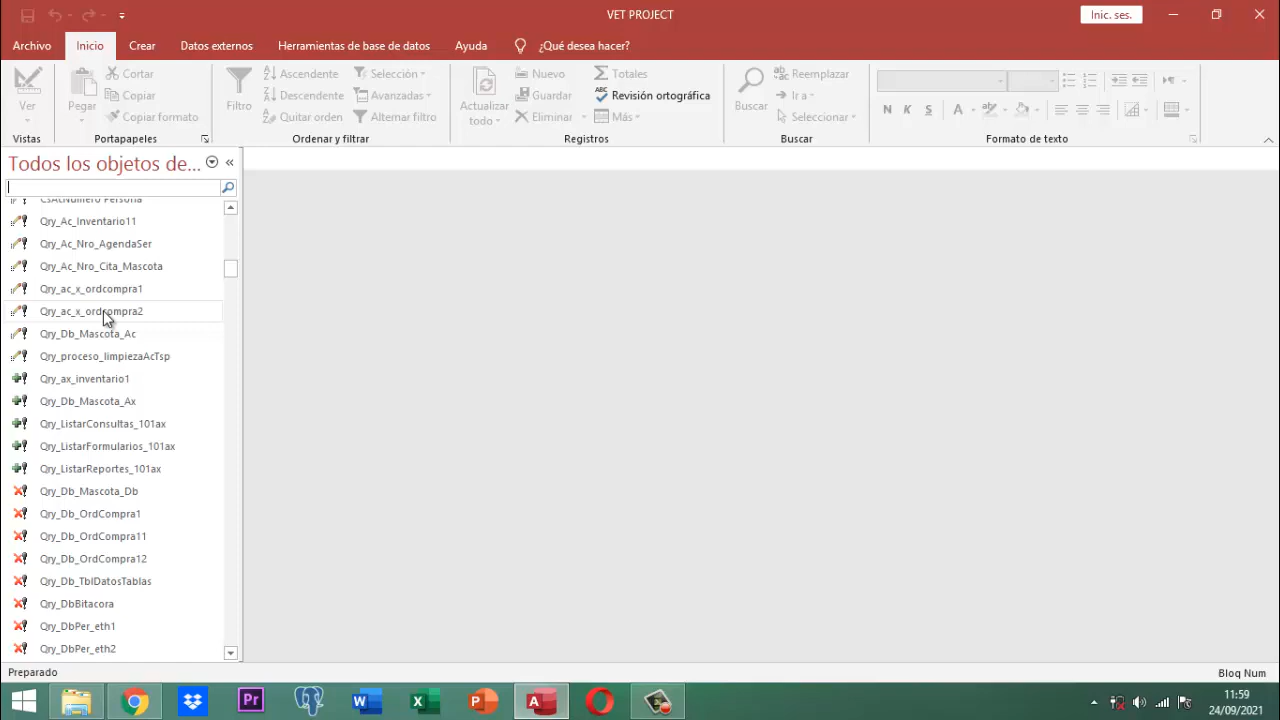 VET PROJECT
Inic. ses.
Archivo Inicio Crear Datos externos Herramientas de base de datos Ayuda ¿Qué desea hacer?
Ver
Vistas
Pegar
Cortar
Copiar
Copiar formato
Portapapeles
Filtro
Ascendente
Descendente
Quitar orden
Selección
Avanzadas
Alternar filtro
Ordenar y filtrar
Actualizar
todo
Nuevo
Guardar
Eliminar
Totales
Revisión ortográfica
Más
Registros
Buscar
Reemplazar
Ir a
Seleccionar
Buscar
N K S A
Formato de texto
Todos los objetos de...
CsAcNumero Persona
Qry_Ac_Inventario11
Qry_Ac_Nro_AgendaSer
Qry_Ac_Nro_Cita_Mascota
Qry_ac_x_ordcompra1
Qry_ac_x_ordcompra2
Qry_Db_Mascota_Ac
Qry_proceso_limpiezaAcTsp
Qry_ax_inventario1
Qry_Db_Mascota_Ax
Qry_ListarConsultas_101ax
Qry_ListarFormularios_101ax
Qry_ListarReportes_101ax
Qry_Db_Mascota_Db
Qry_Db_OrdCompra1
Qry_Db_OrdCompra11
Qry_Db_OrdCompra12
Qry_Db_TblDatosTablas
Qry_DbBitacora
Qry_DbPer_eth1
Qry_DbPer_eth2
Preparado
Bloq Num
Pr
11:59
24/09/2021